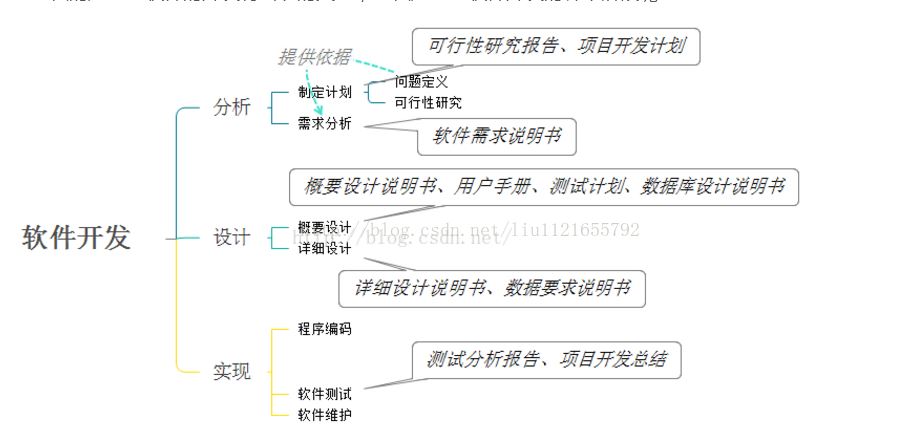 可行性研究报告、项目开发计划
提供依据
问题定义
制定计划
分析
可行性研究
需求分析
软件需求说明书
概要设计说明书、用户手册、测试计划、数据库设计说明书
概要设计
软件开发
设计
http://blog.csdn.net/
blog.csdn.net/liu1121655792
详细设计
详细设计说明书、数据要求说明书
程序编码
测试分析报告、项目开发总结
实现
软件测试
软件维护